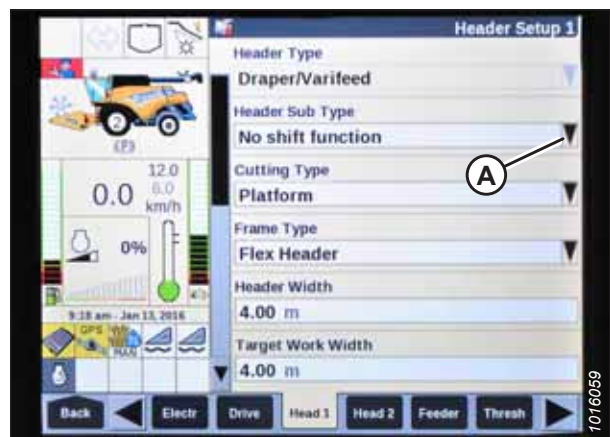 Header Setup 1
Header Type
Draper/Varifeed
Header Sub Type
No shift function
A
Cutting Type
Platform
Frame Type
Flex Header
Header Width
4.00 m
Target Work Width
4.00 m
2
(P)
12.0
0.0
6.0
km/h
0%
9:18 am - Jan 13, 2016
GPS
MAN
Back
Electr
Drive
Head 1
Head 2
Feeder
Thresh
1016059